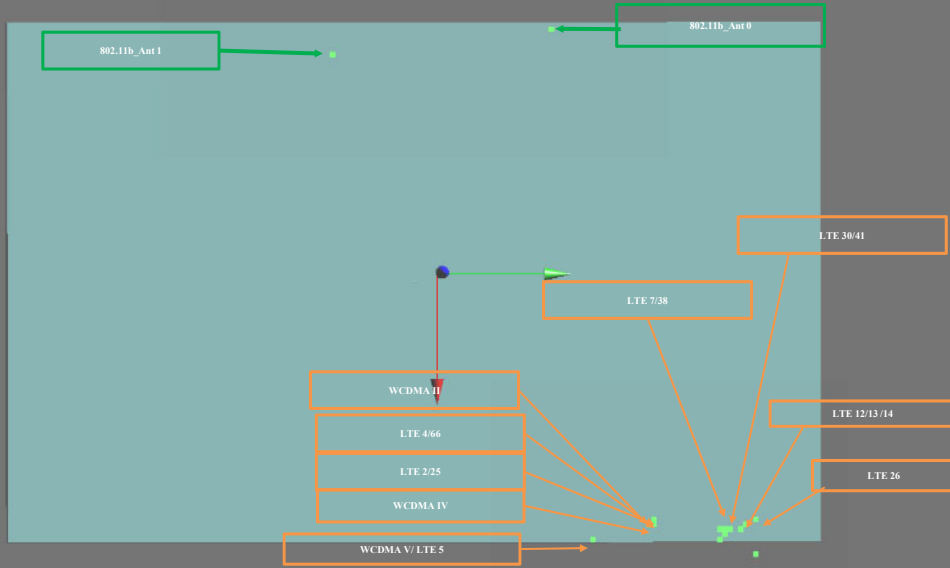 802.11b_Ant 0
802.11b_Ant 1
LTE 30/41
LTE 7/38
WCDMA II
LTE 12/13 /14
LTE 4/66
LTE 2/25
LTE 26
WCDMA IV
WCDMA V/ LTE 5